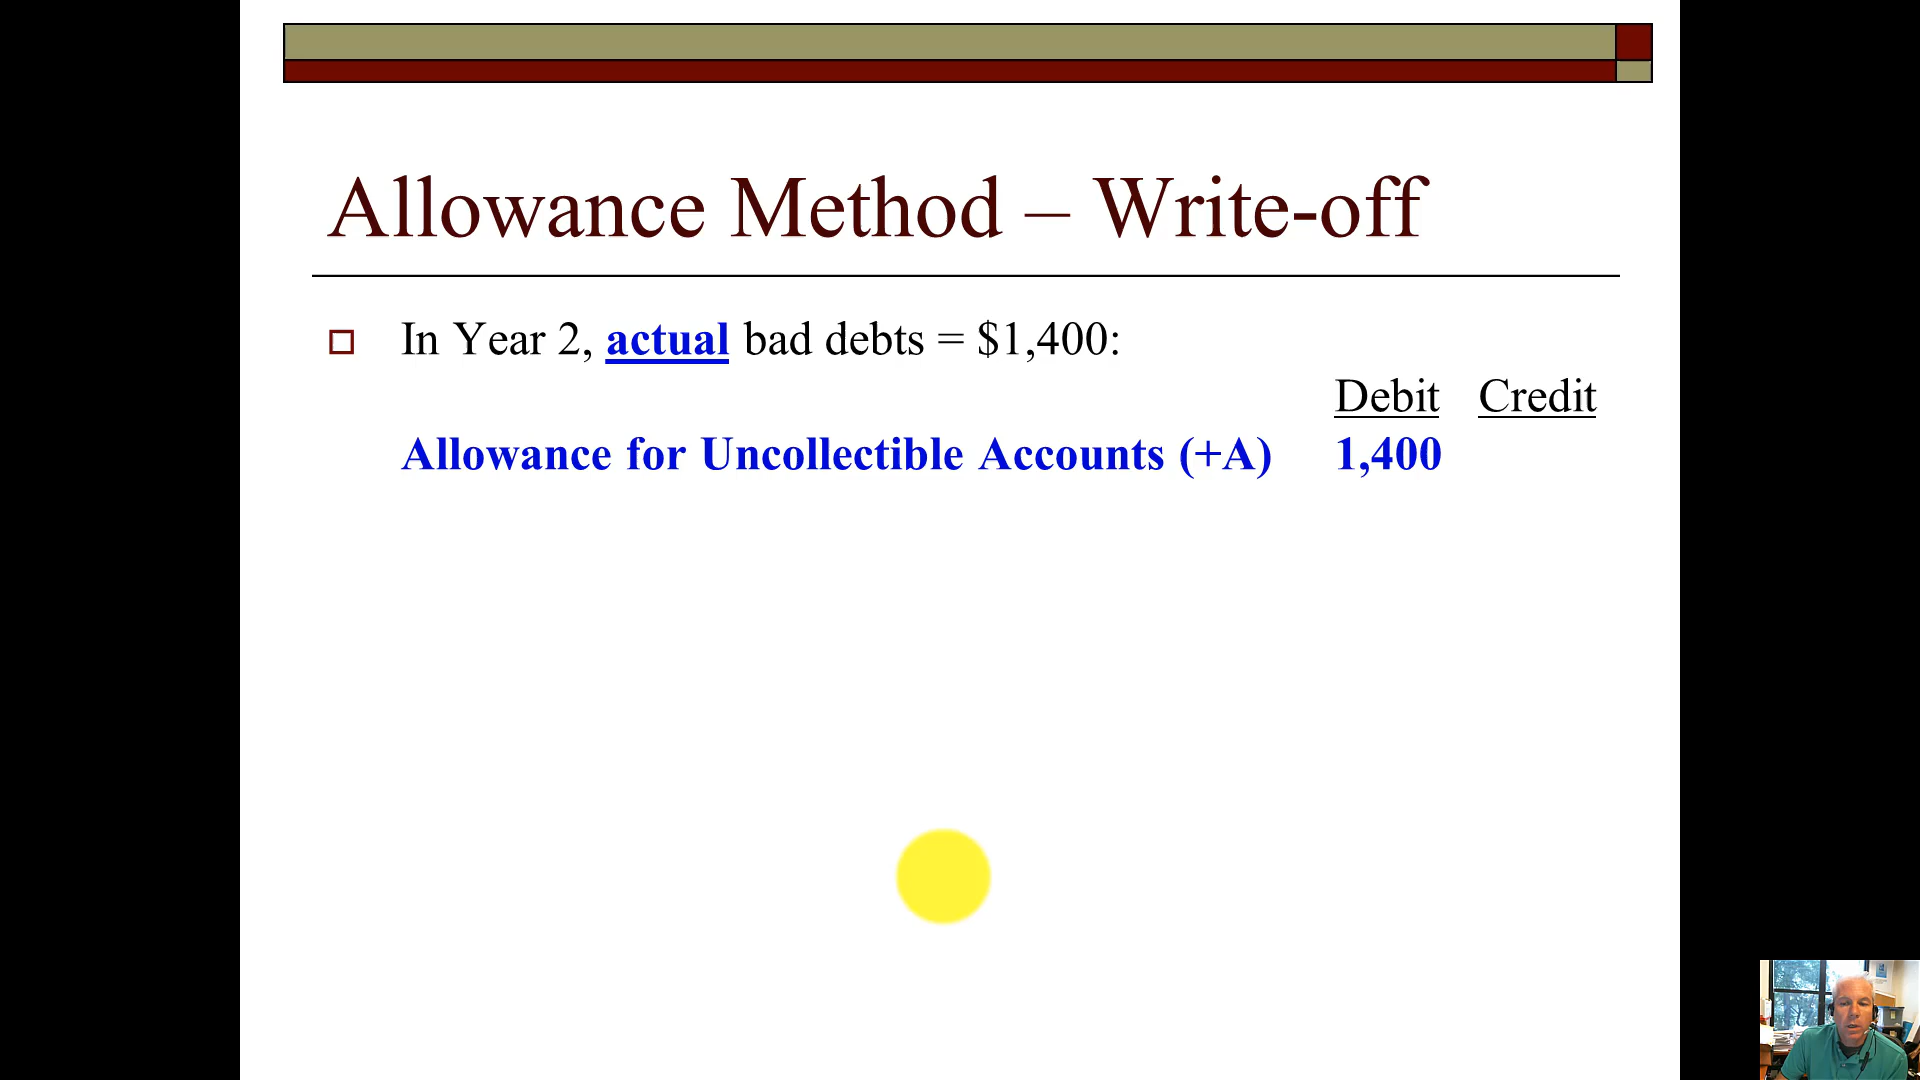 Allowance Method – Write-off
In Year 2, actual bad debts = $1,400:
Debit Credit
Allowance for Uncollectible Accounts (+A) 1,400